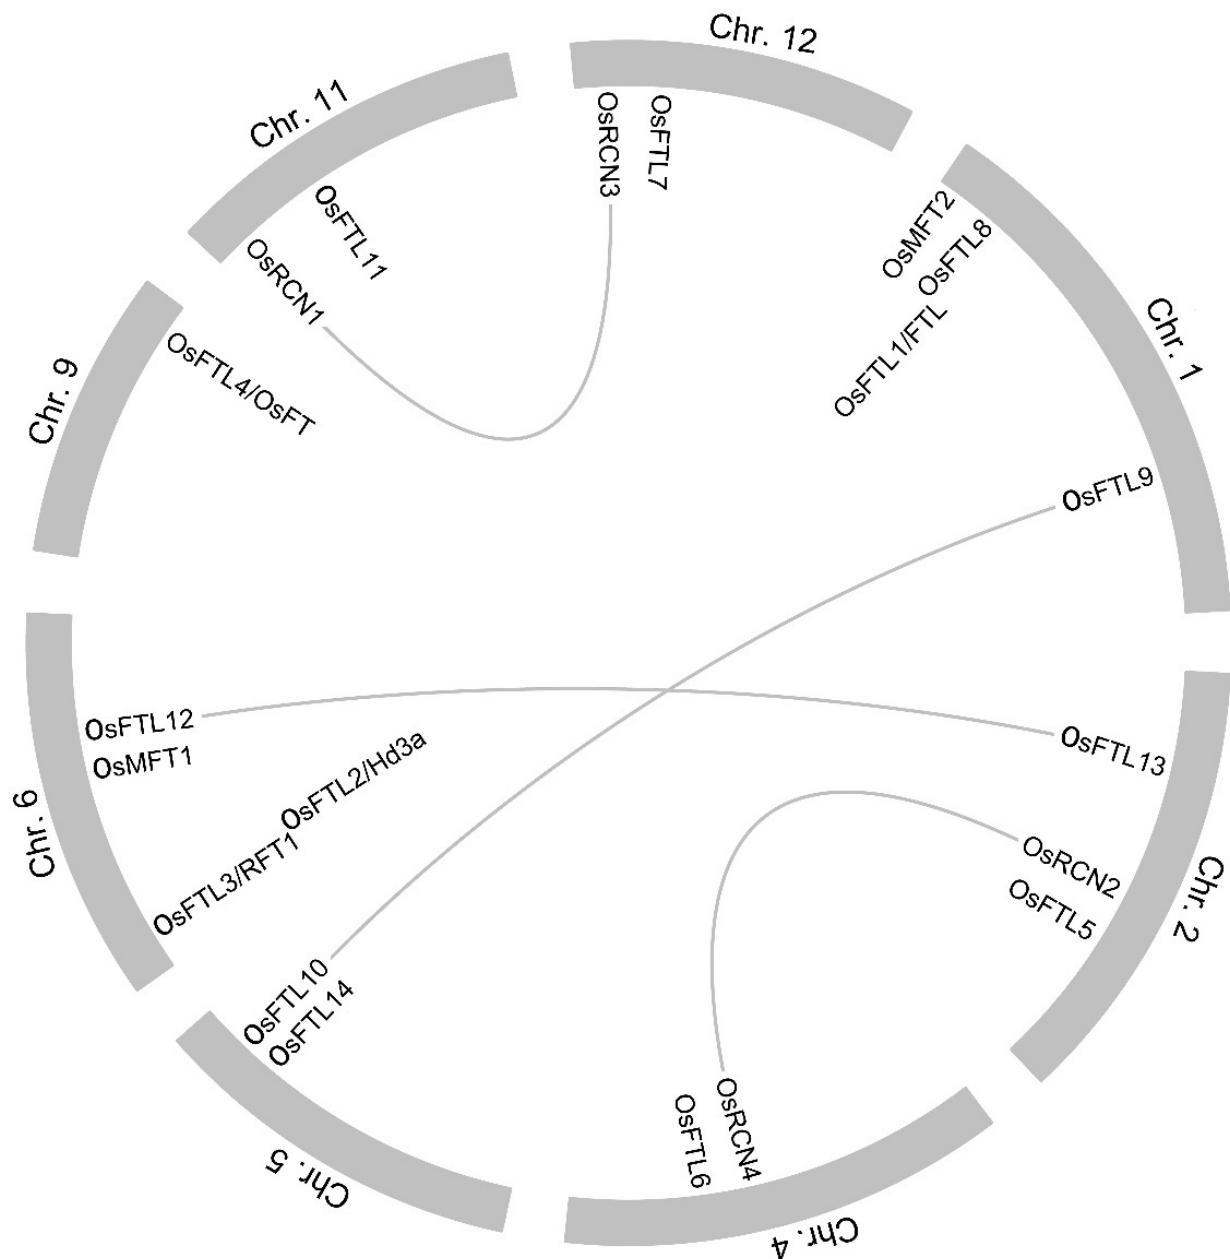 Chr. 12
OsRCN3
OsFTL7
Chr. 1
OsMFT2
OsFTL8
OsFTL1/FTL
OsFTL9
Chr. 2
OsFTL13
OsRCN2
OsFTL5
Chr. 4
OsRCN4
OsFTL6
Chr. 5
OsFTL14
OsFTL10
Chr. 6
OsFTL3/RFT1
OsFTL2/Hd3a
OsMFT1
OsFTL12
Chr. 9
OsFTL4/OsFT
Chr. 11
OsRCN1
OsFTL11